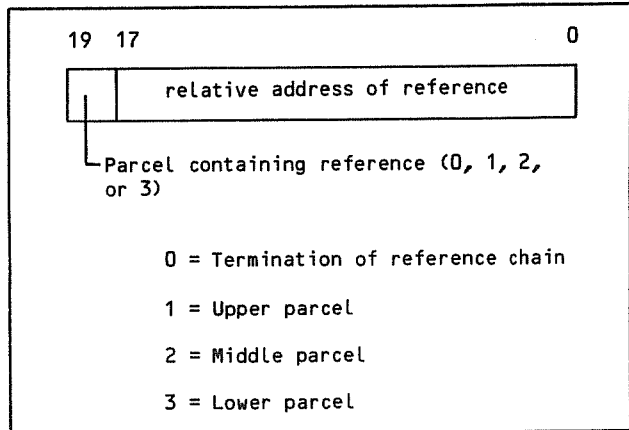 19 17 0
relative address of reference
Parcel containing reference (0, 1, 2,
or 3)
0 = Termination of reference chain
1 = Upper parcel
2 = Middle parcel
3 = Lower parcel